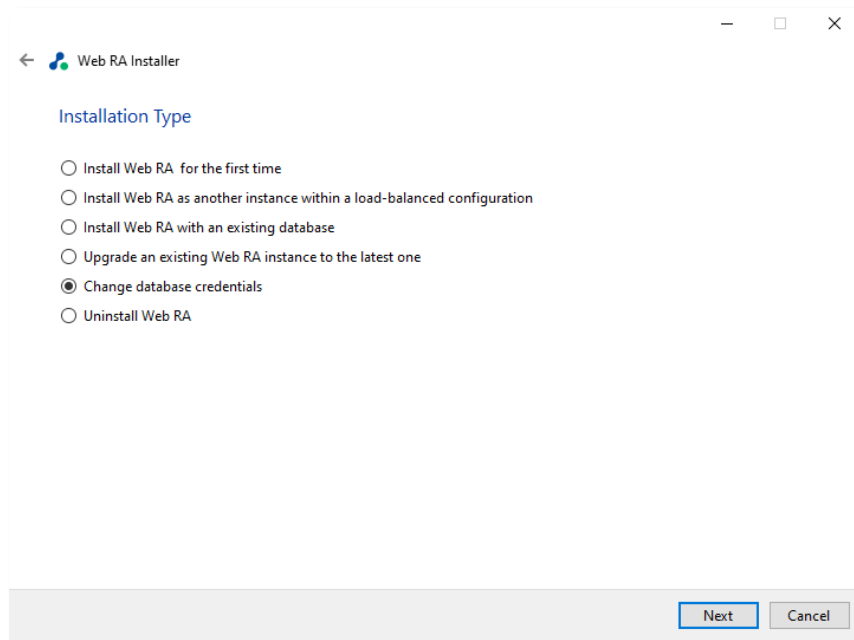 Web RA Installer
Installation Type
Install Web RA for the first time
Install Web RA as another instance within a load-balanced configuration
Install Web RA with an existing database
Upgrade an existing Web RA instance to the latest one
Change database credentials
Uninstall Web RA
Next Cancel